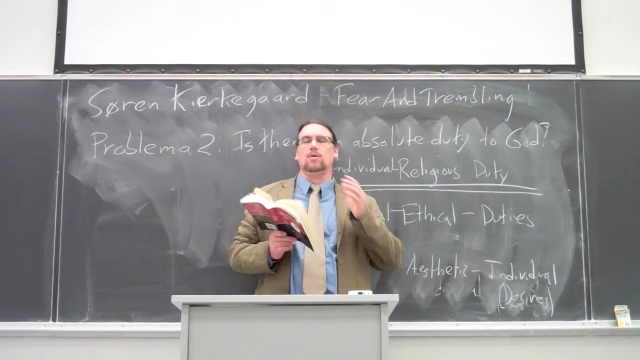 Søren Kierkegaard - Fear And Trembling
Problema 2: Is there absolute duty to God?
Individual-Religious Duty
Ethical - Duties
Aesthetic - Individual
(Desires)